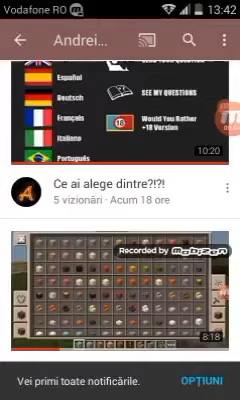 Vodafone RO
13:42
Andrei...
Español
Deutsch
Français
Italiano
Português
SEE MY QUESTIONS
18
Would You Rather
+18 Version
10:20
Ce ai alege dintre?!?!
5 vizionări · Acum 18 ore
Recorded by Mobizen
8:18
Vei primi toate notificările.
OPȚIUNI